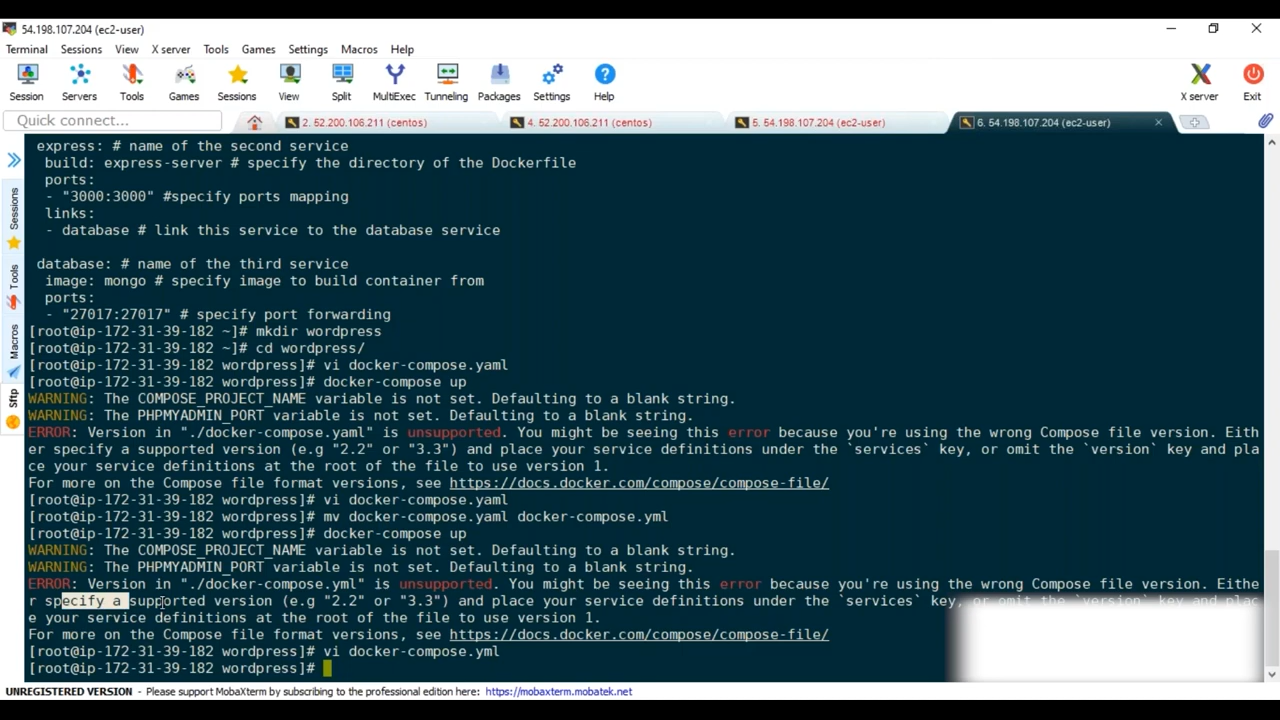 54.198.107.204 (ec2-user)
Terminal Sessions View X server Tools Games Settings Macros Help
Session Servers Tools Games Sessions View Split MultiExec Tunneling Packages Settings Help X server Exit
Quick connect...
2. 52.200.106.211 (centos)
4. 52.200.106.211 (centos)
5. 54.198.107.204 (ec2-user)
6. 54.198.107.204 (ec2-user)
Sessions
Tools
Macros
Sftp
express: # name of the second service
build: express-server # specify the directory of the Dockerfile
ports:
- "3000:3000" #specify ports mapping
links:
- database # link this service to the database service
database: # name of the third service
image: mongo # specify image to build container from
ports:
- "27017:27017" # specify port forwarding
[root@ip-172-31-39-182 ~]# mkdir wordpress
[root@ip-172-31-39-182 ~]# cd wordpress/
[root@ip-172-31-39-182 wordpress]# vi docker-compose.yaml
[root@ip-172-31-39-182 wordpress]# docker-compose up
WARNING: The COMPOSE_PROJECT_NAME variable is not set. Defaulting to a blank string.
WARNING: The PHPMYADMIN_PORT variable is not set. Defaulting to a blank string.
ERROR: Version in "./docker-compose.yaml" is unsupported. You might be seeing this error because you're using the wrong Compose file version. Eith
er specify a supported version (e.g "2.2" or "3.3") and place your service definitions under the `services` key, or omit the `version` key and pla
ce your service definitions at the root of the file to use version 1.
For more on the Compose file format versions, see https://docs.docker.com/compose/compose-file/
[root@ip-172-31-39-182 wordpress]# vi docker-compose.yaml
[root@ip-172-31-39-182 wordpress]# mv docker-compose.yaml docker-compose.yml
[root@ip-172-31-39-182 wordpress]# docker-compose up
WARNING: The COMPOSE_PROJECT_NAME variable is not set. Defaulting to a blank string.
WARNING: The PHPMYADMIN_PORT variable is not set. Defaulting to a blank string.
ERROR: Version in "./docker-compose.yml" is unsupported. You might be seeing this error because you're using the wrong Compose file version. Eithe
r specify a supported version (e.g "2.2" or "3.3") and place your service definitions under the `services` key, or omit the `version` key and plac
e your service definitions at the root of the file to use version 1.
For more on the Compose file format versions, see https://docs.docker.com/compose/compose-file/
[root@ip-172-31-39-182 wordpress]# vi docker-compose.yml
[root@ip-172-31-39-182 wordpress]#
UNREGISTERED VERSION - Please support MobaXterm by subscribing to the professional edition here: https://mobaxterm.mobatek.net